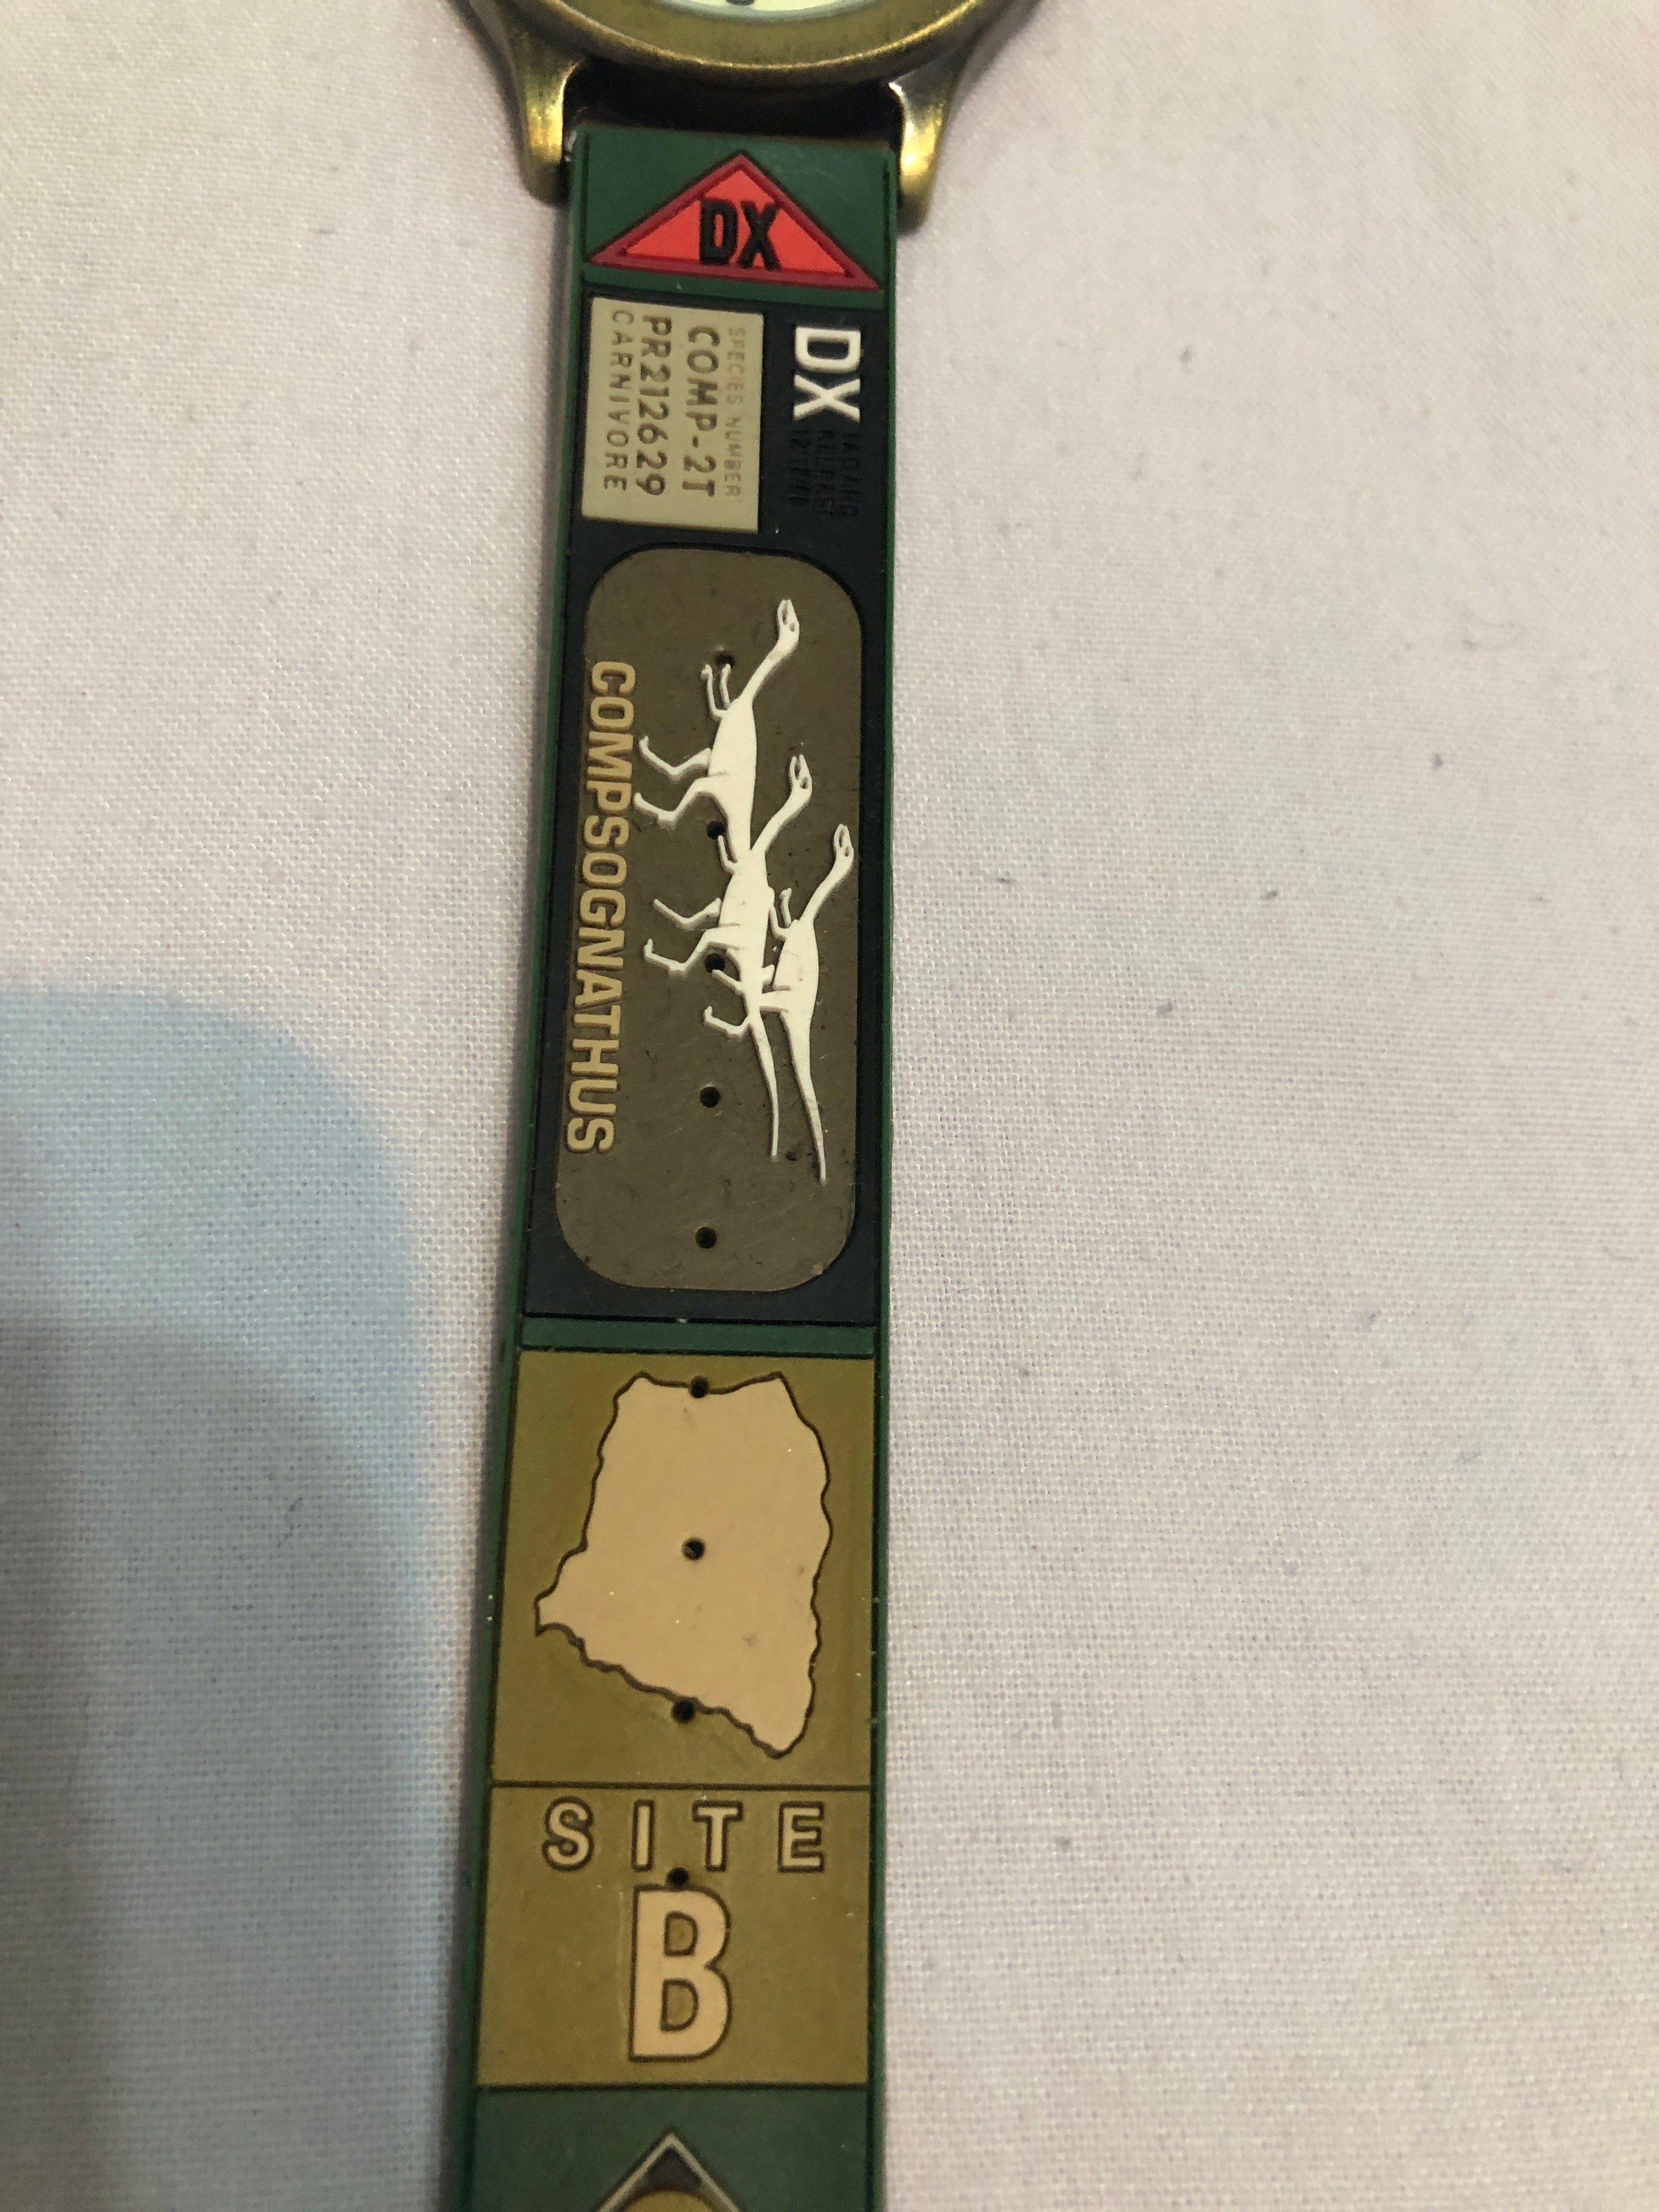 DX
DX
SPECIES NUMBER
COMP-2T
PR212629
CARNIVORE
COMPSOGNATHUS
SITE
B